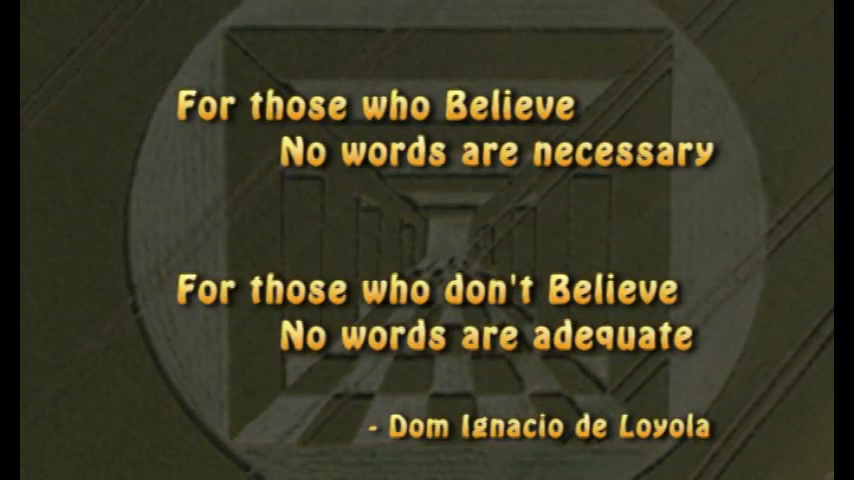 For those who Believe
No words are necessary
For those who don't Believe
No words are adequate
- Dom Ignacio de Loyola